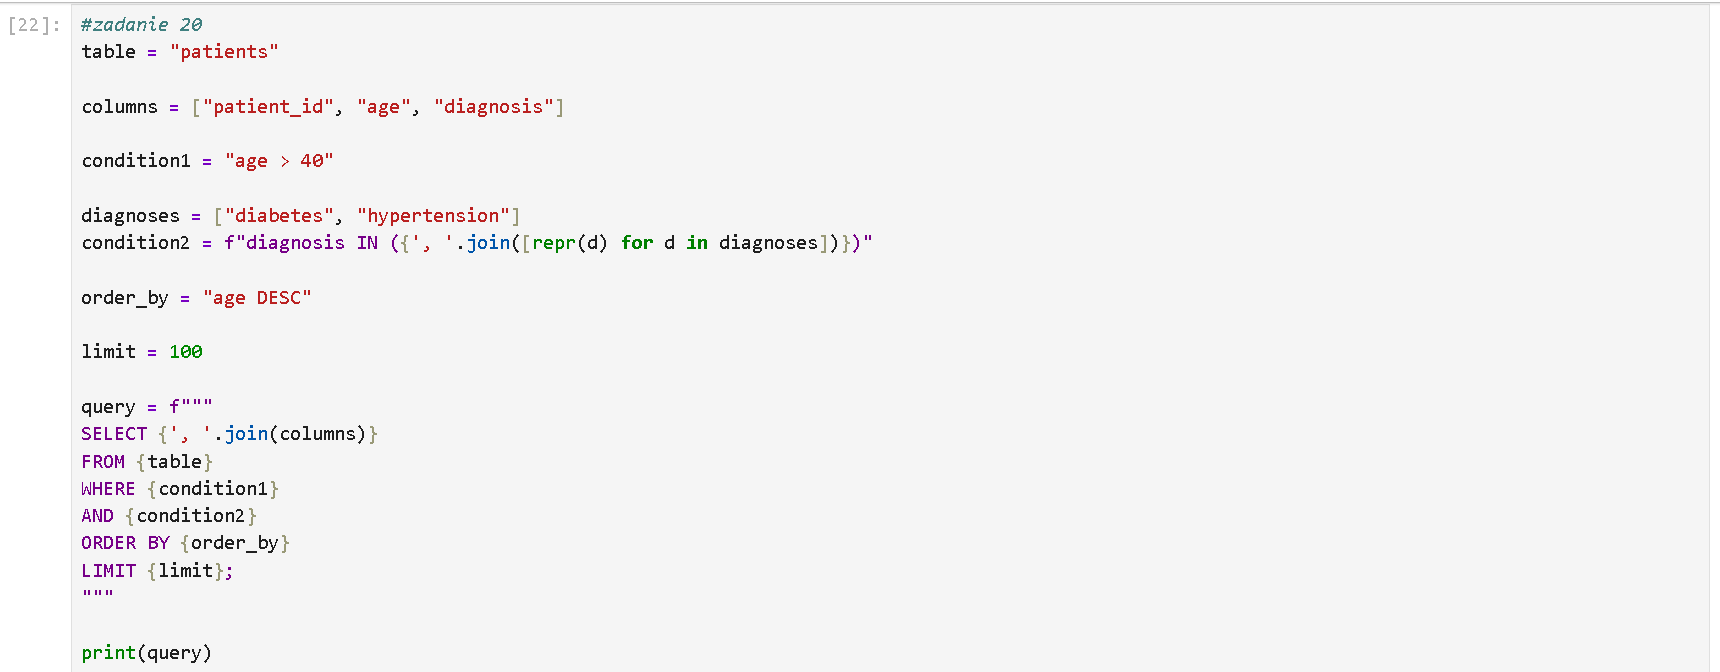 [22]: #zadanie 20
table = "patients"
columns = ["patient_id", "age", "diagnosis"]
condition1 = "age > 40"
diagnoses = ["diabetes", "hypertension"]
condition2 = f"diagnosis IN ({', '.join([repr(d) for d in diagnoses])})"
order_by = "age DESC"
limit = 100
query = f"""
SELECT {', '.join(columns)}
FROM {table}
WHERE {condition1}
AND {condition2}
ORDER BY {order_by}
LIMIT {limit};
"""
print(query)